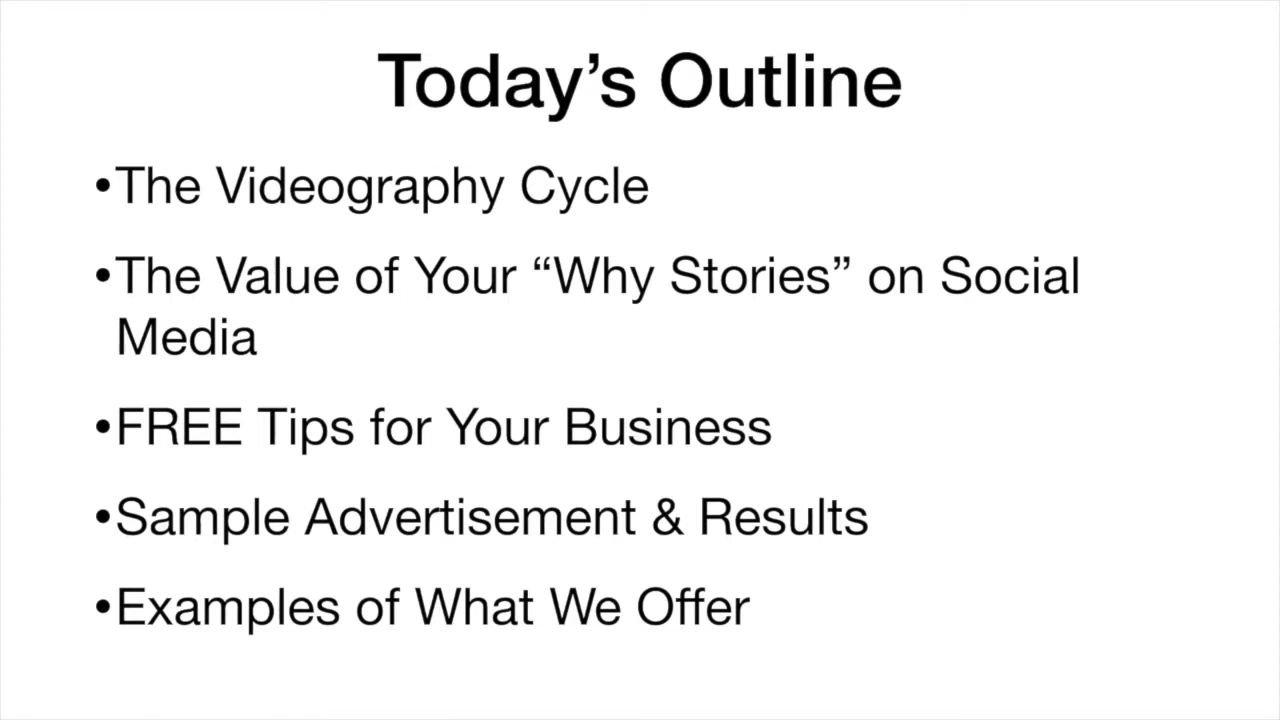 Today’s Outline
•The Videography Cycle
•The Value of Your “Why Stories” on Social
Media
•FREE Tips for Your Business
•Sample Advertisement & Results
•Examples of What We Offer